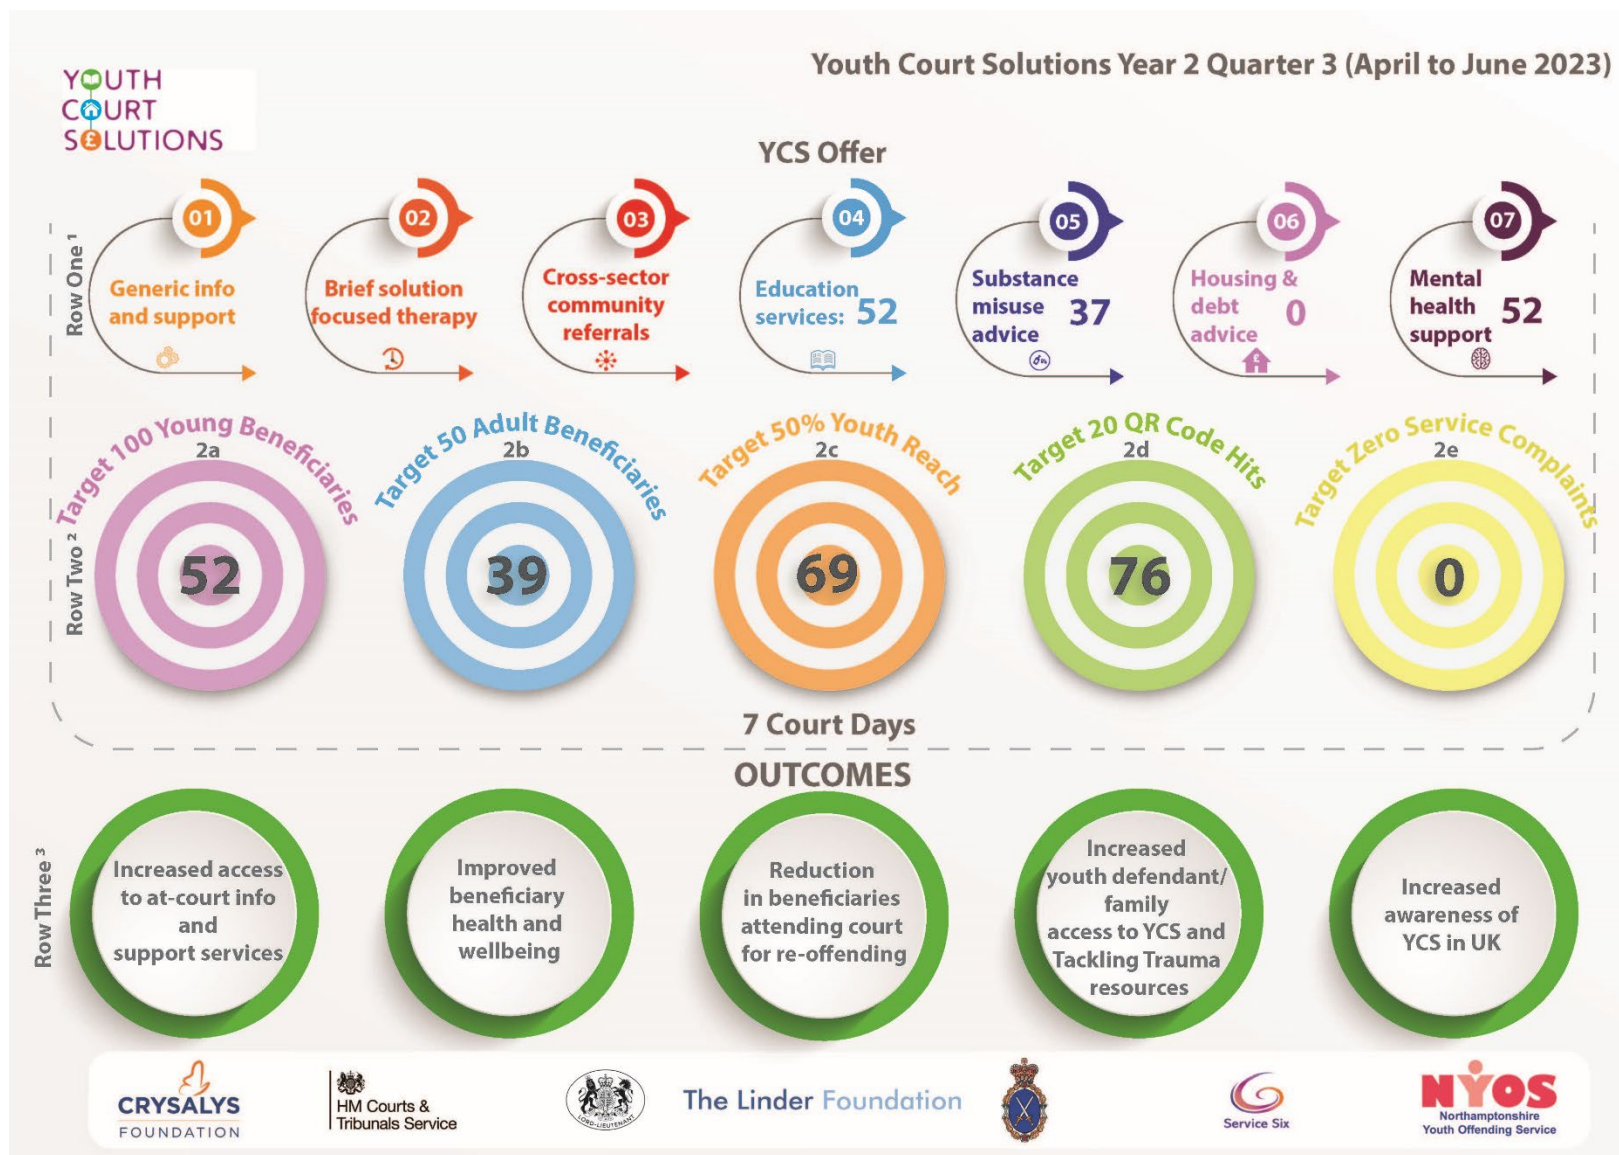 Youth Court Solutions Year 2 Quarter 3 (April to June 2023)
YOUTH
COURT
SOLUTIONS
YCS Offer
Row One 1
01
Generic info
and support
02
Brief solution
focused therapy
03
Cross-sector
community
referrals
04
Education
services: 52
05
Substance
misuse 37
advice
06
Housing &
debt 0
advice
07
Mental
health 52
support
Row Two 2
Target 100 Young Beneficiaries
2a
52
Target 50 Adult Beneficiaries
2b
39
Target 50% Youth Reach
2c
69
Target 20 QR Code Hits
2d
76
Target Zero Service Complaints
2e
0
7 Court Days
OUTCOMES
Row Three 3
Increased access
to at-court info
and
support services
Improved
beneficiary
health and
wellbeing
Reduction
in beneficiaries
attending court
for re-offending
Increased
youth defendant/
family
access to YCS and
Tackling Trauma
resources
Increased
awareness of
YCS in UK
CRYSALYS
FOUNDATION
HM Courts &
Tribunals Service
LORD-LIEUTENANT
The Linder Foundation
Service Six
NYOS
Northamptonshire
Youth Offending Service